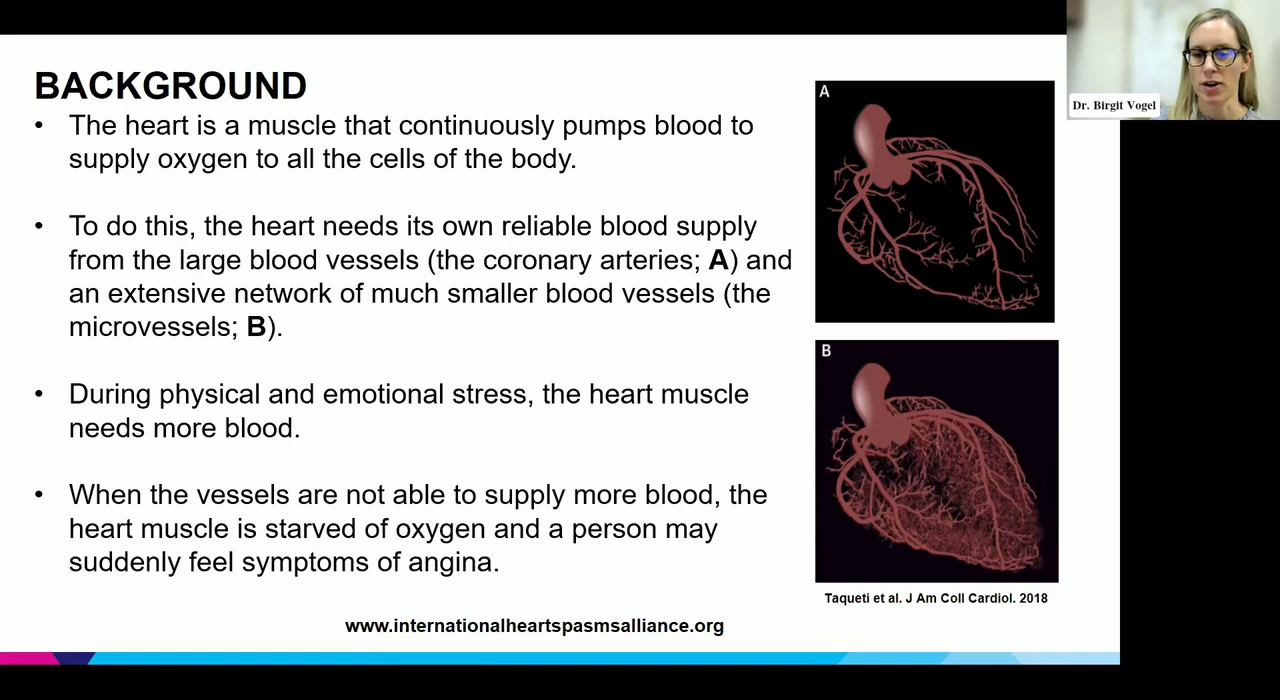 BACKGROUND
• The heart is a muscle that continuously pumps blood to
supply oxygen to all the cells of the body.
• To do this, the heart needs its own reliable blood supply
from the large blood vessels (the coronary arteries; A) and
an extensive network of much smaller blood vessels (the
microvessels; B).
• During physical and emotional stress, the heart muscle
needs more blood.
• When the vessels are not able to supply more blood, the
heart muscle is starved of oxygen and a person may
suddenly feel symptoms of angina.
www.internationalheartspasmsalliance.org
A
B
Taqueti et al. J Am Coll Cardiol. 2018
Dr. Birgit Vogel